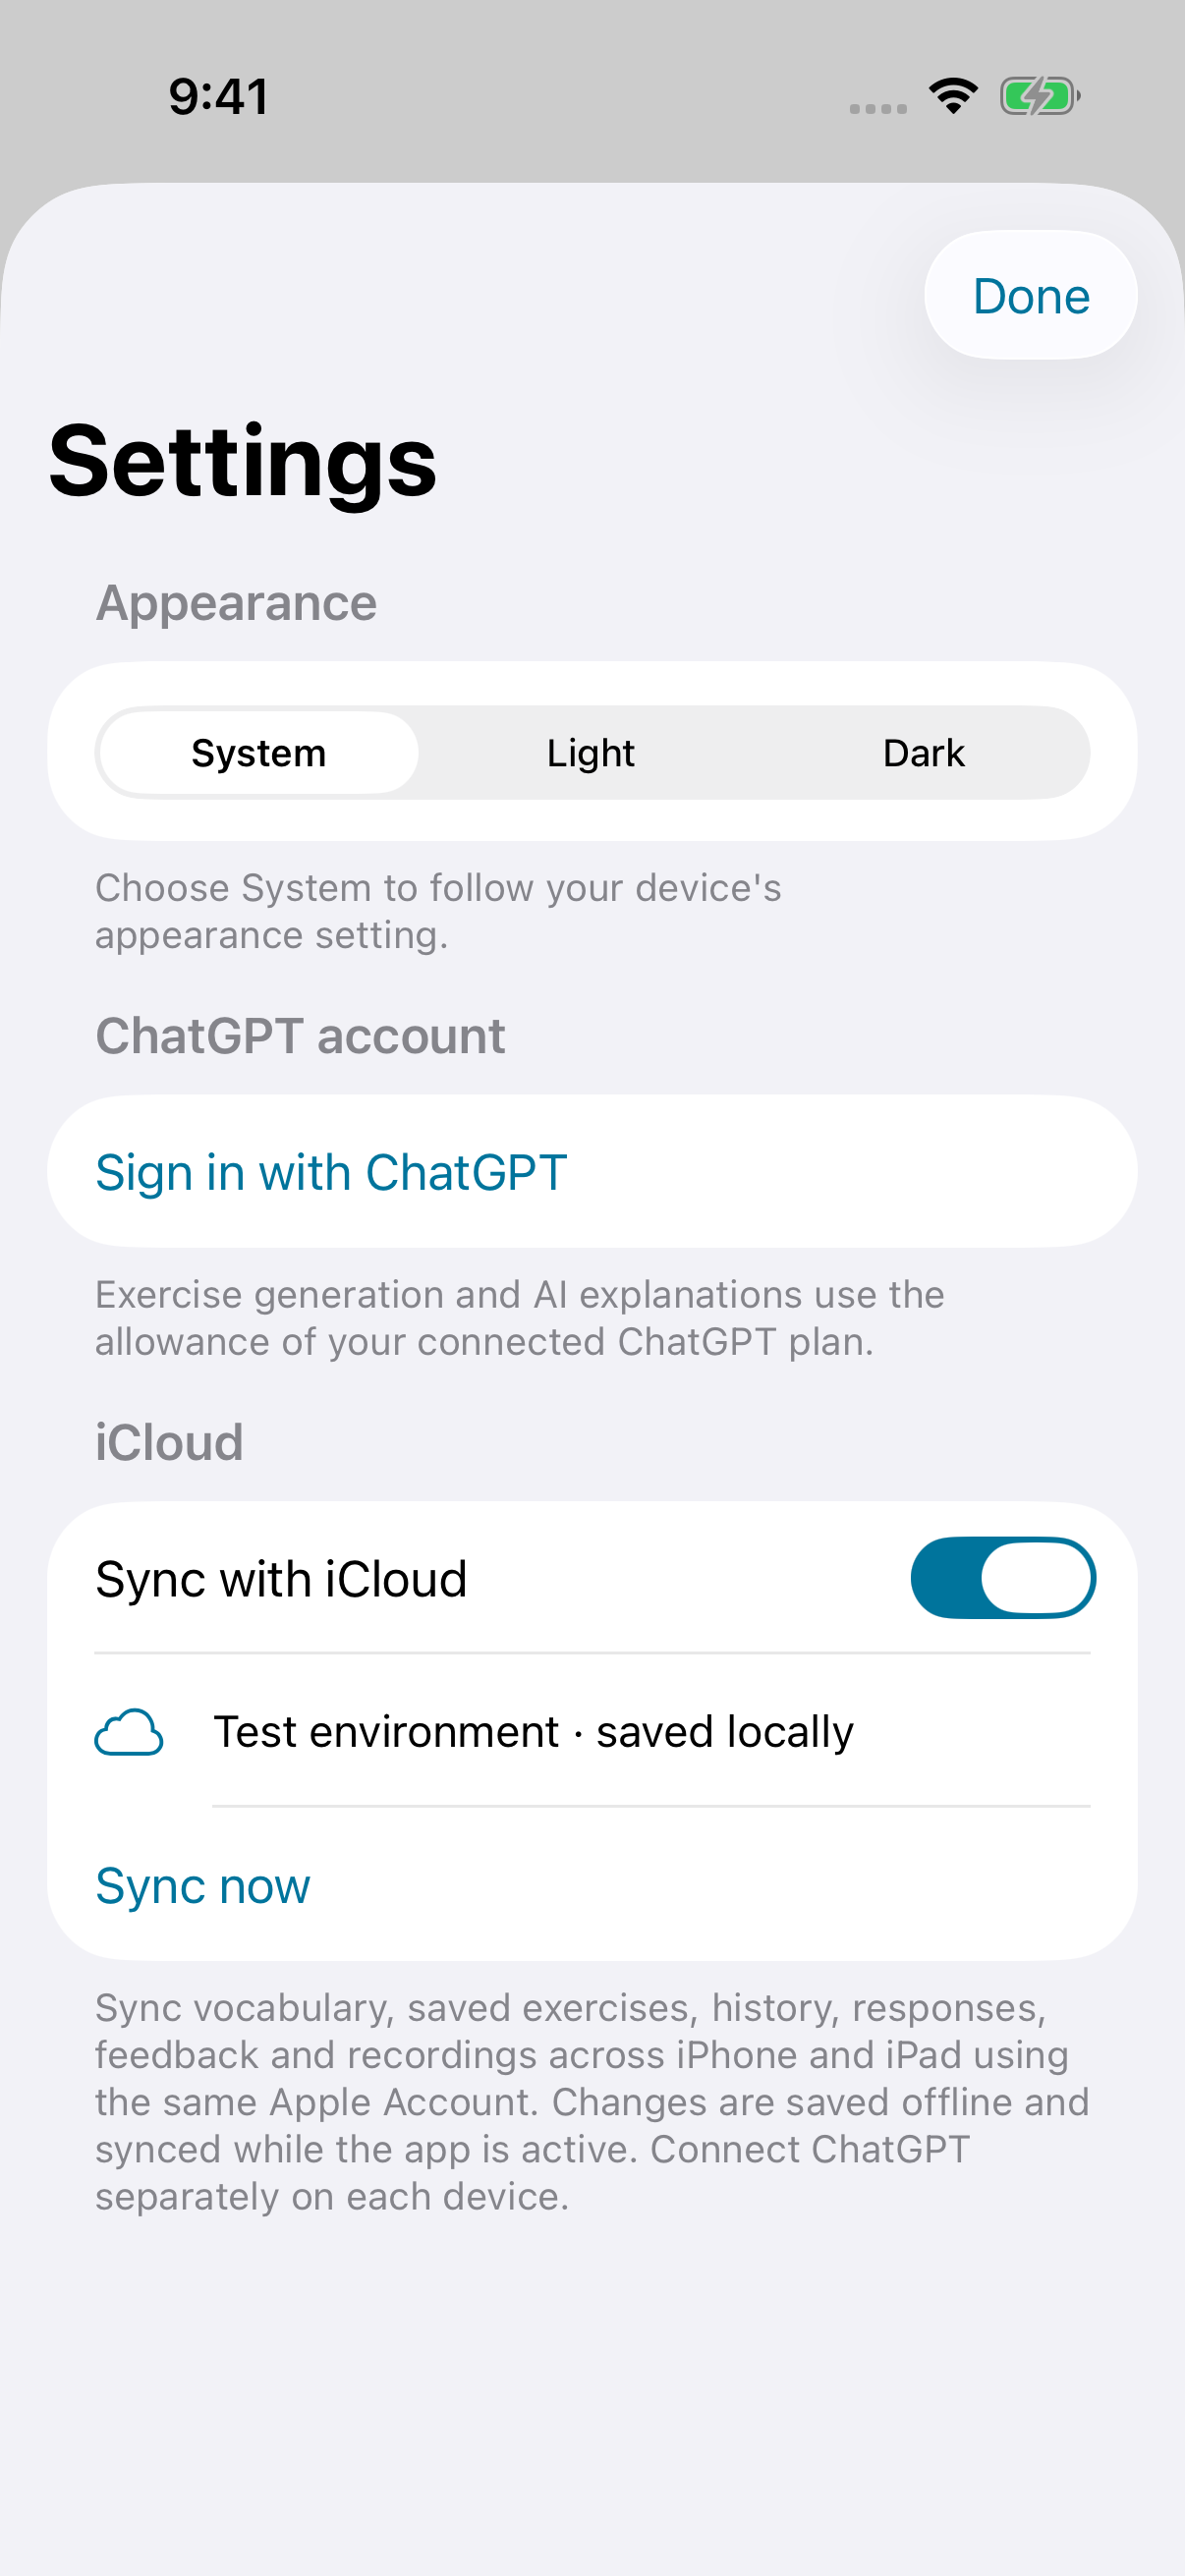 9:41
Done
Settings
Appearance
System Light Dark
Choose System to follow your device's
appearance setting.
ChatGPT account
Sign in with ChatGPT
Exercise generation and AI explanations use the
allowance of your connected ChatGPT plan.
iCloud
Sync with iCloud
Test environment · saved locally
Sync now
Sync vocabulary, saved exercises, history, responses,
feedback and recordings across iPhone and iPad using
the same Apple Account. Changes are saved offline and
synced while the app is active. Connect ChatGPT
separately on each device.